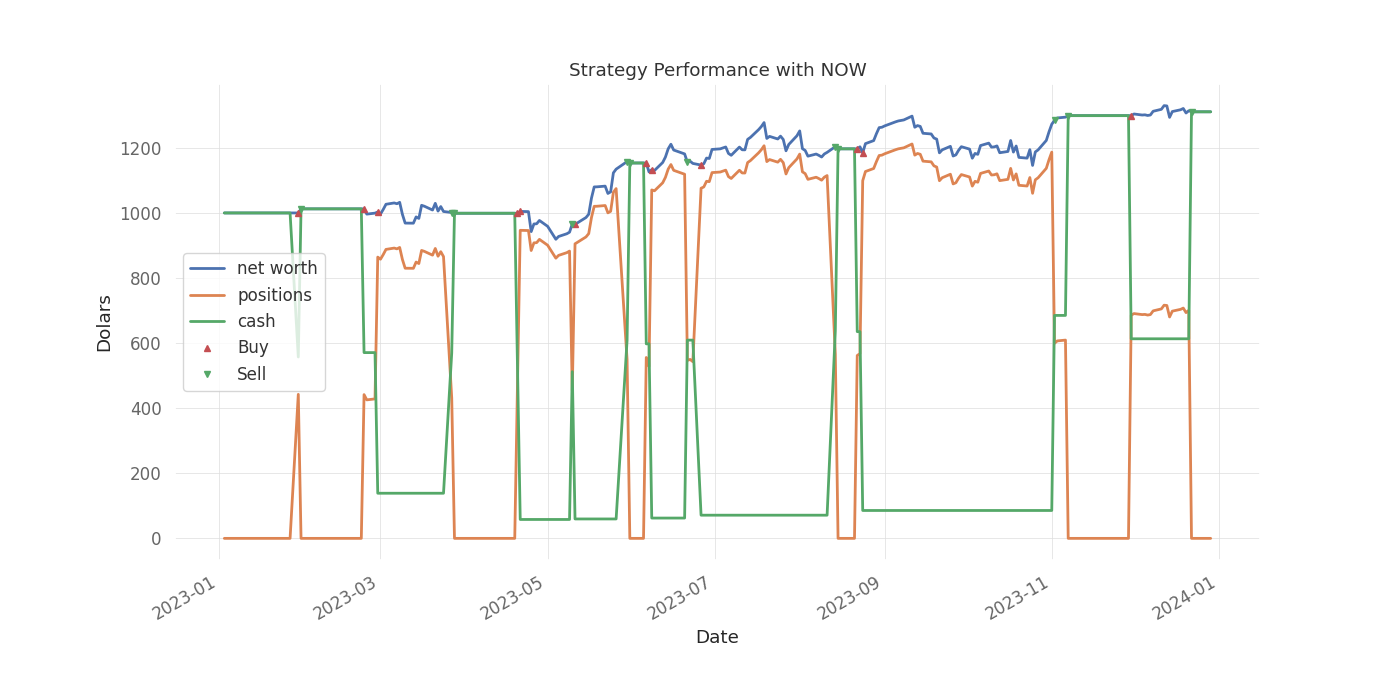 Strategy Performance with NOW
Dolars
1200
1000
800
600
400
200
0
net worth
positions
cash
Buy
Sell
2023-01
2023-03
2023-05
2023-07
2023-09
2023-11
2024-01
Date